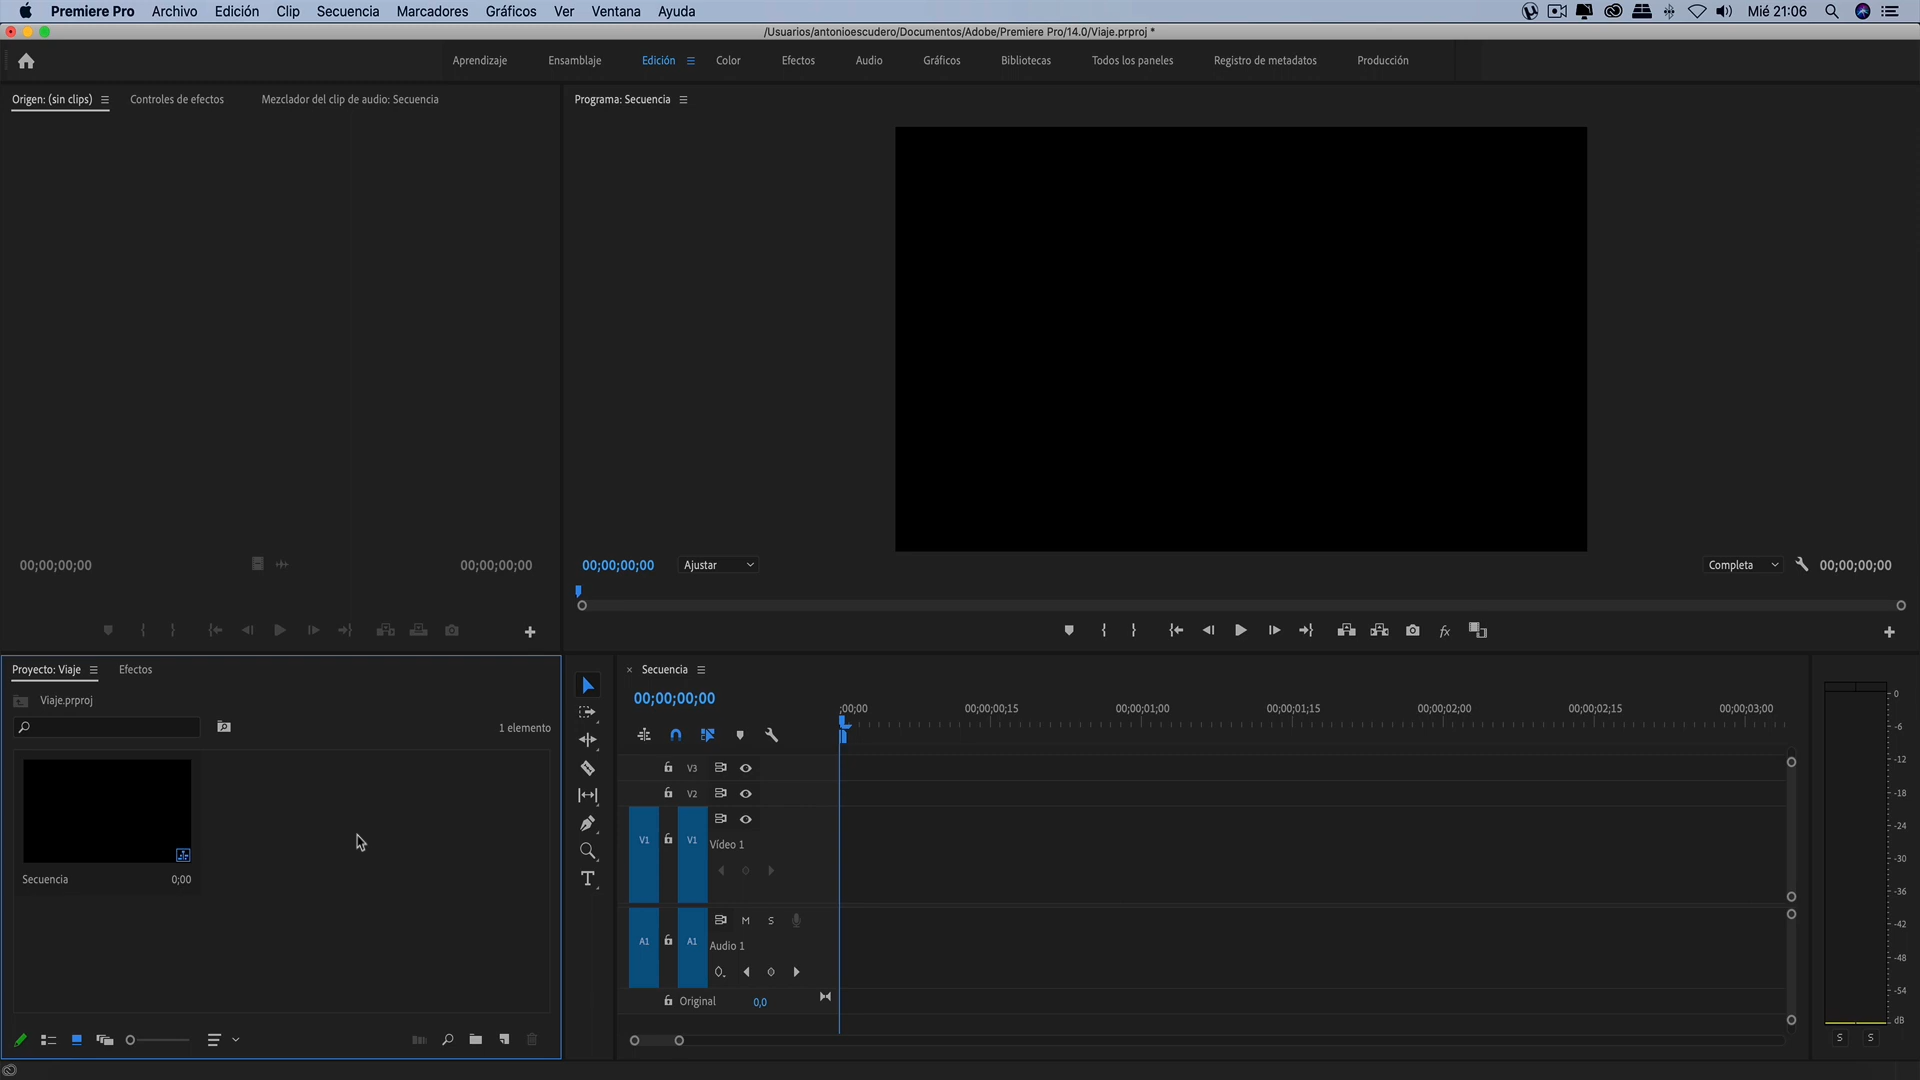 Premiere Pro Archivo Edición Clip Secuencia Marcadores Gráficos Ver Ventana Ayuda Mié 21:06
/Usuarios/antonioescudero/Documentos/Adobe/Premiere Pro/14.0/Viaje.prproj *
Aprendizaje Ensamblaje Edición Color Efectos Audio Gráficos Bibliotecas Todos los paneles Registro de metadatos Producción
Origen: (sin clips) Controles de efectos Mezclador del clip de audio: Secuencia
Programa: Secuencia
00;00;00;00 00;00;00;00
00;00;00;00 Ajustar Completa 00;00;00;00
Proyecto: Viaje Efectos
Viaje.prproj
1 elemento
Secuencia 0;00
Secuencia
00;00;00;00
;00;00 00;00;00;15 00;00;01;00 00;00;01;15 00;00;02;00 00;00;02;15 00;00;03;00
V3
V2
V1 V1
Vídeo 1
M S
A1 A1
Audio 1
Original 0,0
0
-6
-12
-18
-24
-30
-36
-42
-48
-54
dB
S S